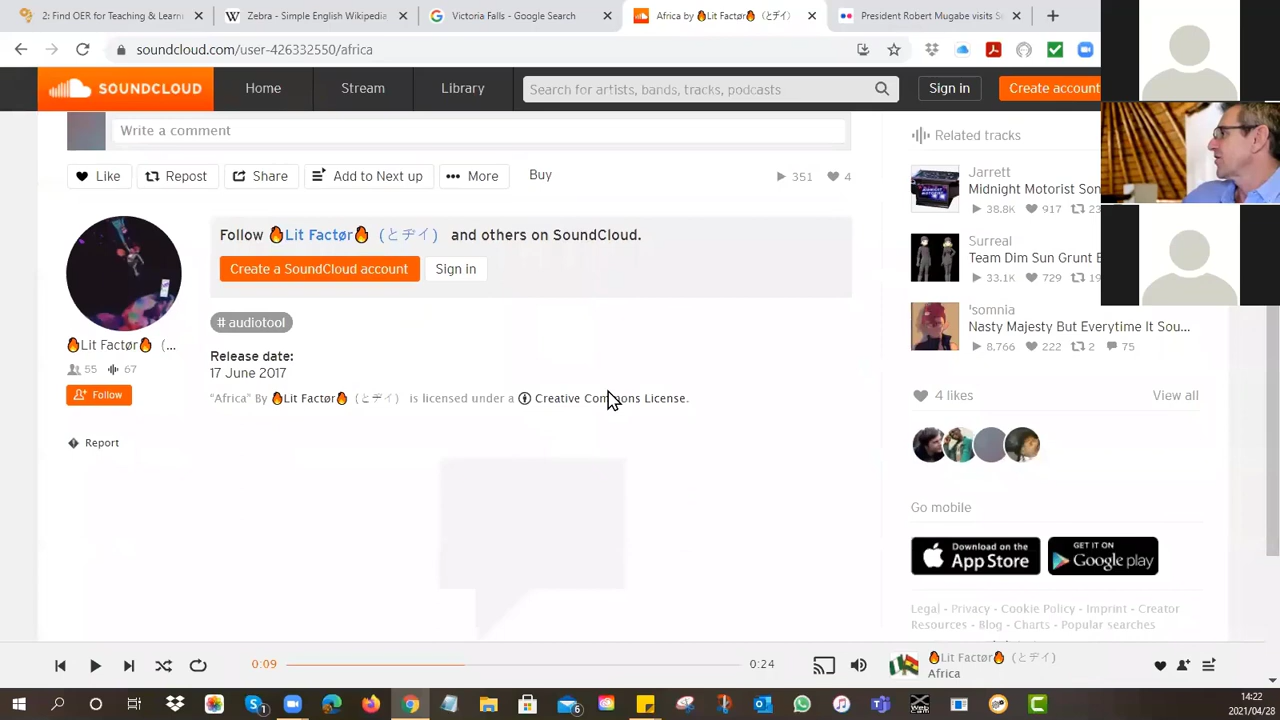 2: Find OER for Teaching & Learni
Zebra - Simple English Wikipedia
Victoria Falls - Google Search
Africa by 🔥Lit Factør🔥 (とヂイ)
President Robert Mugabe visits S
soundcloud.com/user-426332550/africa
SOUNDCLOUD
Home
Stream
Library
Search for artists, bands, tracks, podcasts
Sign in
Create account
Write a comment
Like
Repost
Share
Add to Next up
More
Buy
351
4
Follow 🔥Lit Factør🔥 (とヂイ) and others on SoundCloud.
Create a SoundCloud account
Sign in
# audiotool
🔥Lit Factør🔥 (...
55
67
Follow
Release date:
17 June 2017
"Africa" By 🔥Lit Factør🔥 (とヂイ) is licensed under a Creative Commons License.
Report
Related tracks
Jarrett
Midnight Motorist Son
38.8K
917
23
Surreal
Team Dim Sun Grunt
33.1K
729
19
'somnia
Nasty Majesty But Everytime It Sou...
8,766
222
2
75
4 likes
View all
Go mobile
Download on the
App Store
GET IT ON
Google play
Legal - Privacy - Cookie Policy - Imprint - Creator
Resources - Blog - Charts - Popular searches
0:09
0:24
🔥Lit Factør🔥 (とヂイ)
Africa
14:22
2021/04/28